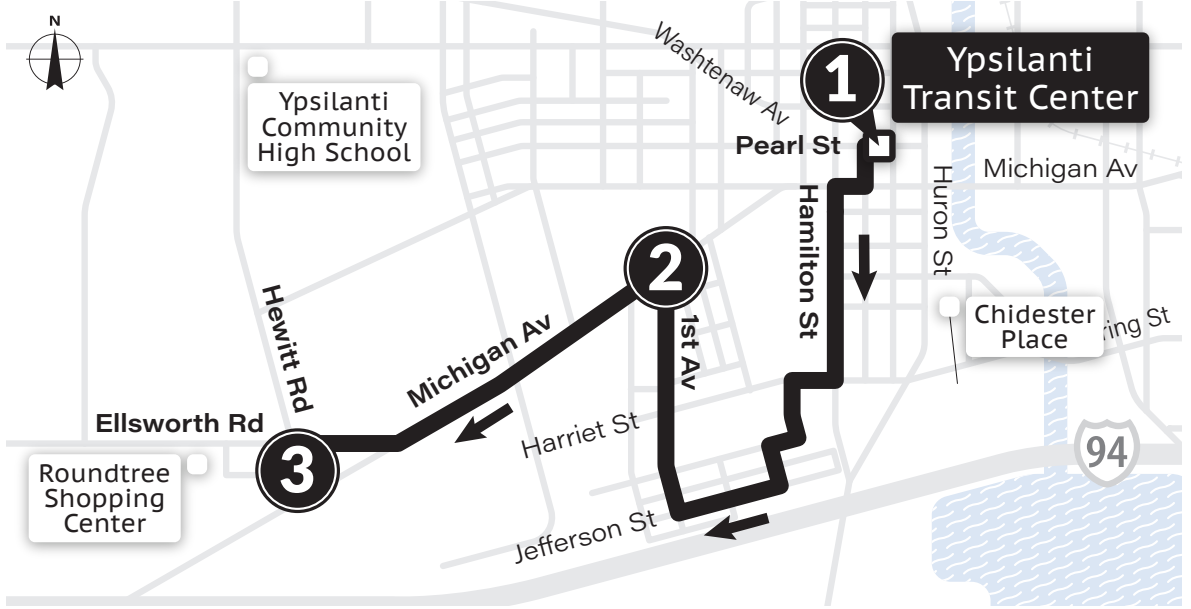 N
Washtenaw Av
1
Ypsilanti
Transit Center
Ypsilanti
Community
High School
Pearl St
Michigan Av
Huron St
Hamilton St
2
Hewitt Rd
1st Av
Chidester
Place
ring St
Michigan Av
Ellsworth Rd
Harriet St
3
94
Roundtree
Shopping
Center
Jefferson St